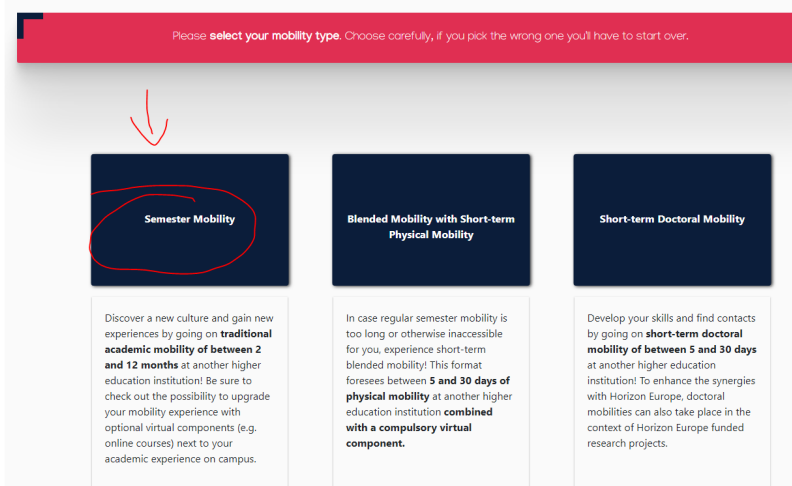 Please select your mobility type. Choose carefully, if you pick the wrong one you'll have to start over.
Semester Mobility
Discover a new culture and gain new
experiences by going on traditional
academic mobility of between 2
and 12 months at another higher
education institution! Be sure to
check out the possibility to upgrade
your mobility experience with
optional virtual components (e.g.
online courses) next to your
academic experience on campus.
Blended Mobility with Short-term
Physical Mobility
In case regular semester mobility is
too long or otherwise inaccessible
for you, experience short-term
blended mobility! This format
foresees between 5 and 30 days of
physical mobility at another higher
education institution combined
with a compulsory virtual
component.
Short-term Doctoral Mobility
Develop your skills and find contacts
by going on short-term doctoral
mobility of between 5 and 30 days
at another higher education
institution! To enhance the synergies
with Horizon Europe, doctoral
mobilities can also take place in the
context of Horizon Europe funded
research projects.